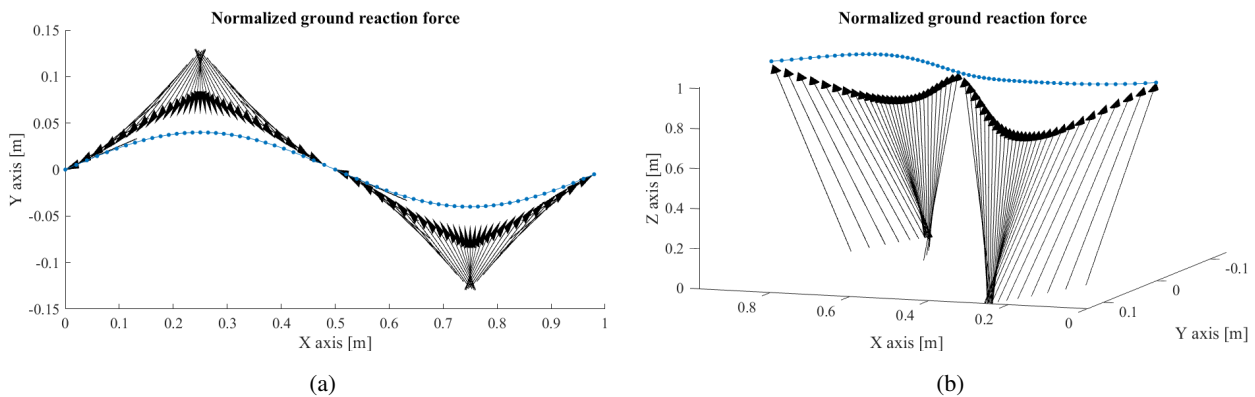 Normalized ground reaction force
0.15
0.1
0.05
0
-0.05
-0.1
-0.15
Y axis [m]
0 0.1 0.2 0.3 0.4 0.5 0.6 0.7 0.8 0.9 1
X axis [m]
(a)
Normalized ground reaction force
1
0.8
0.6
0.4
0.2
0
Z axis [m]
0.8 0.6 0.4 0.2 0
X axis [m]
-0.1
0
0.1
Y axis [m]
(b)